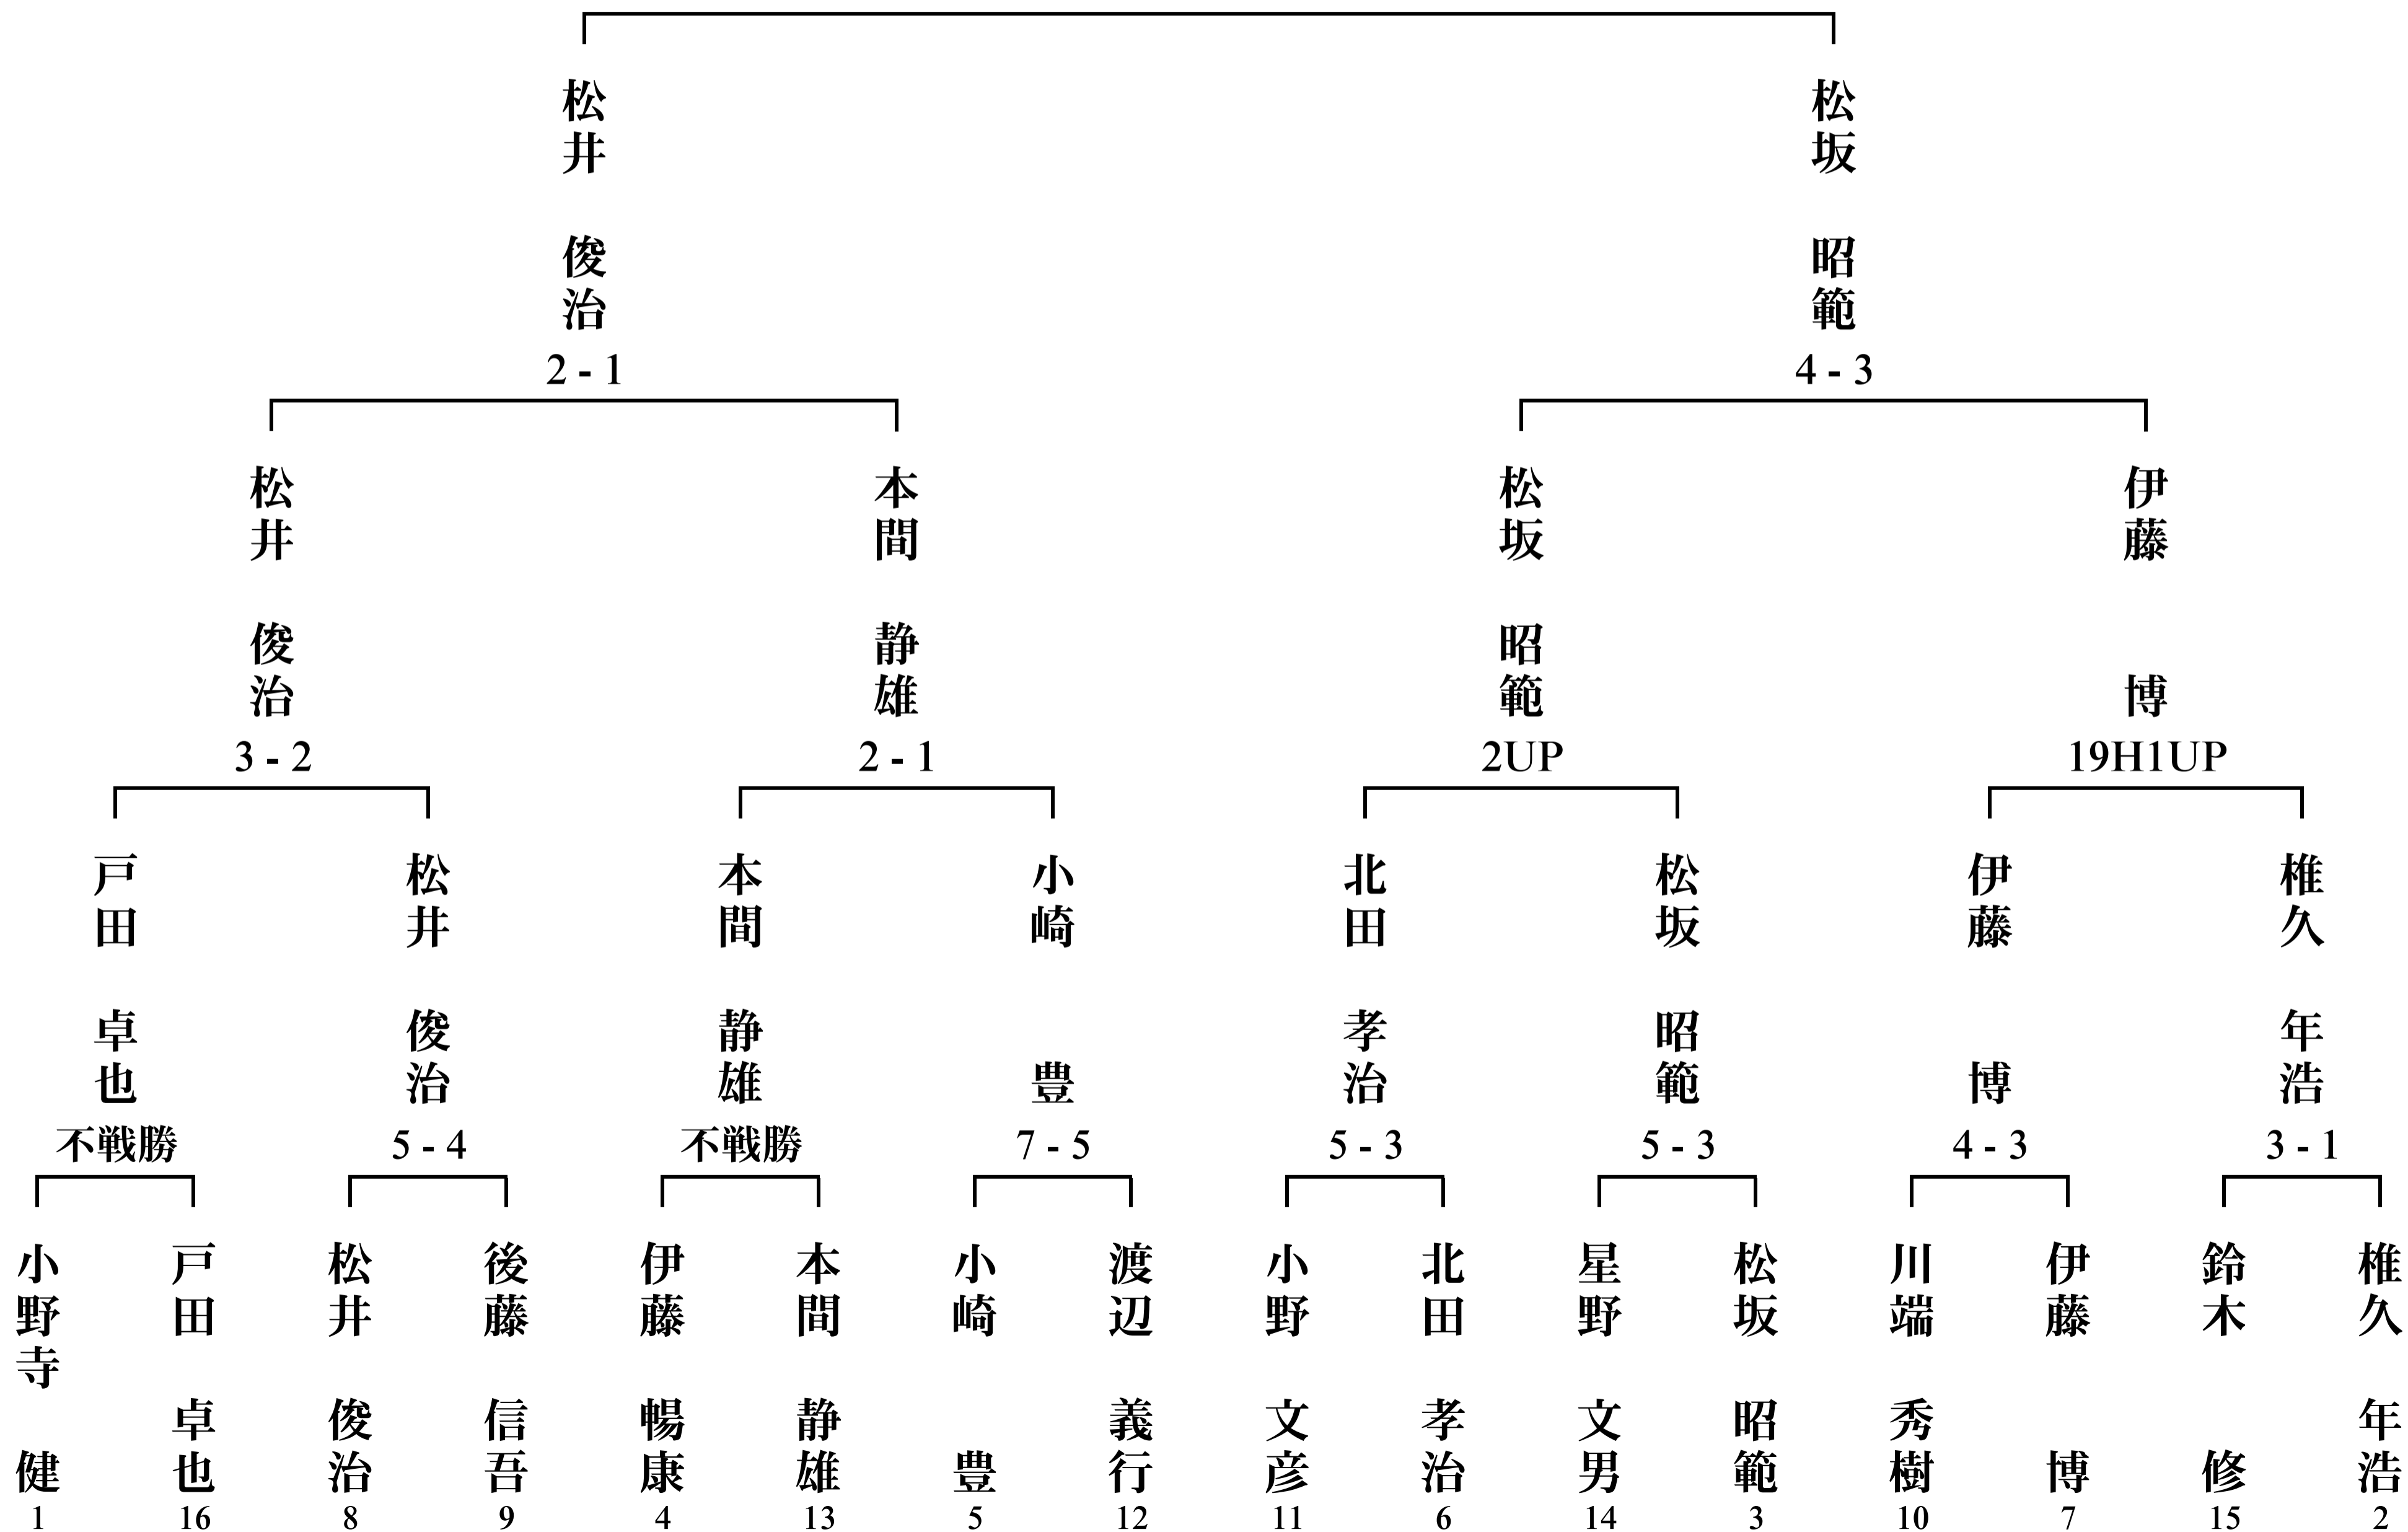 松井 俊治
松坂 昭範
2 - 1
4 - 3
松井 俊治
本間 静雄
松坂 昭範
伊藤 博
3 - 2
2 - 1
2UP
19H1UP
戸田 卓也
松井 俊治
本間 静雄
小崎 豊
北田 孝治
松坂 昭範
伊藤 博
椎久 年浩
不戦勝
5 - 4
不戦勝
7 - 5
5 - 3
5 - 3
4 - 3
3 - 1
小野寺 健
戸田 卓也
松井 俊治
後藤 信吾
伊藤 暢康
本間 静雄
小崎 豊
渡辺 義行
小野 文彦
北田 孝治
星野 文男
松坂 昭範
川端 秀樹
伊藤 博
鈴木 修
椎久 年浩
1
16
8
9
4
13
5
12
11
6
14
3
10
7
15
2